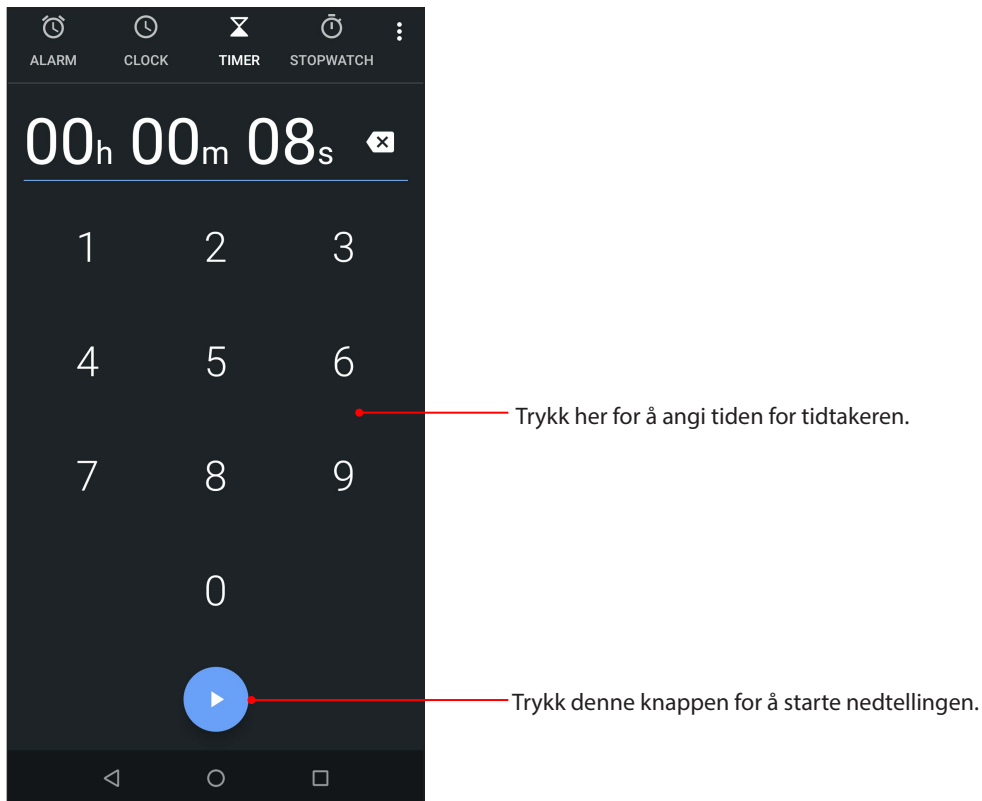 ALARM CLOCK TIMER STOPWATCH
00h 00m 08s
1 2 3
4 5 6
Trykk her for å angi tiden for tidtakeren.
7 8 9
0
Trykk denne knappen for å starte nedtellingen.